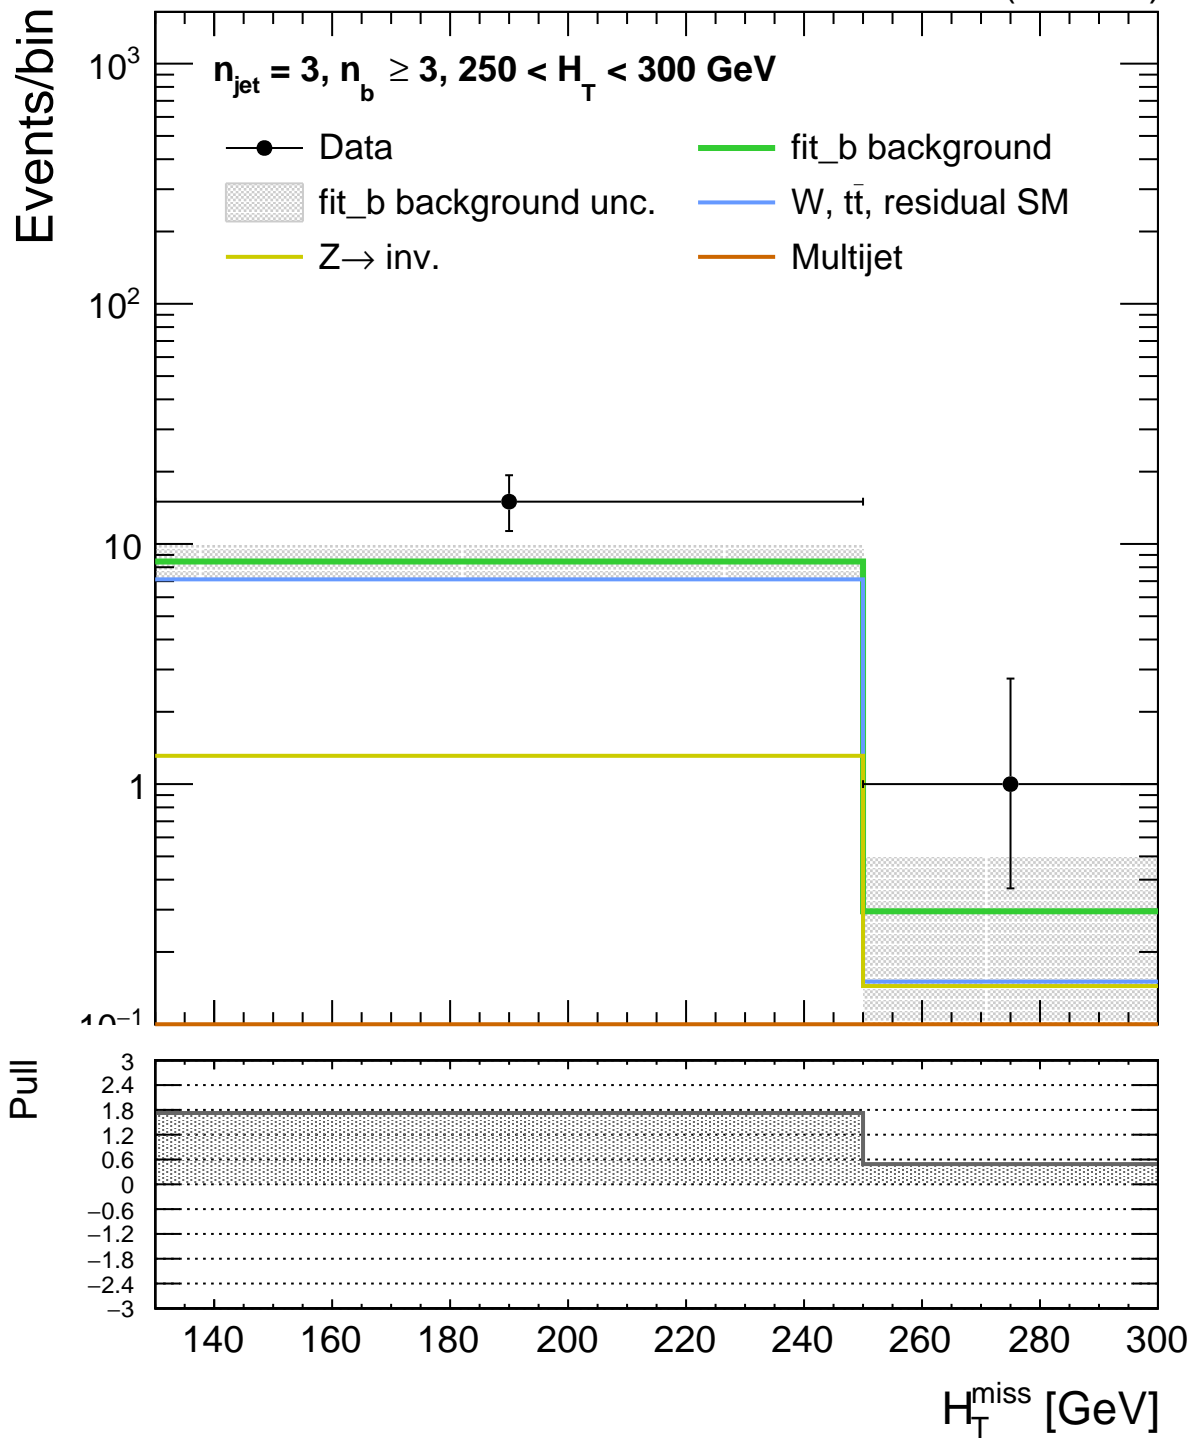 Events/bin
10³
10²
10
1
10⁻¹
n_jet = 3, n_b ≥ 3, 250 < H_T < 300 GeV
Data
fit_b background
fit_b background unc.
W, tt̄, residual SM
Z→ inv.
Multijet
Pull
3
2.4
1.8
1.2
0.6
0
−0.6
−1.2
−1.8
−2.4
−3
140 160 180 200 220 240 260 280 300
H_T^miss [GeV]